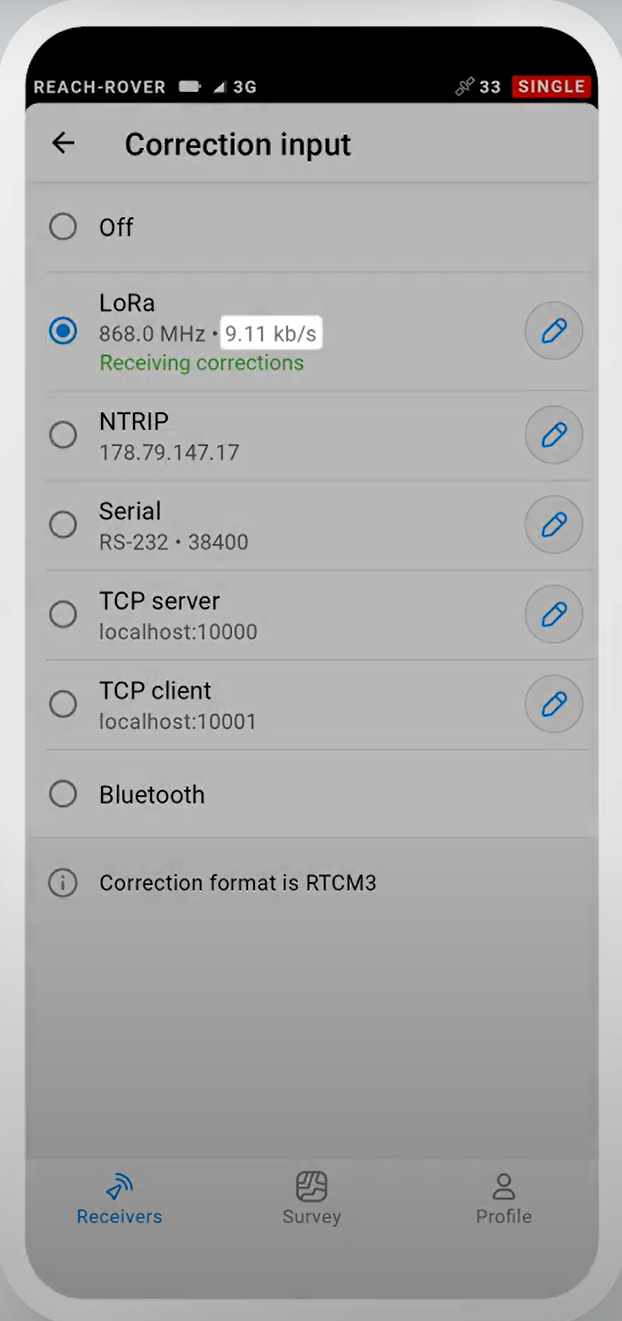 REACH-ROVER 3G 33 SINGLE
Correction input
Off
LoRa
868.0 MHz • 9.11 kb/s
Receiving corrections
NTRIP
178.79.147.17
Serial
RS-232 • 38400
TCP server
localhost:10000
TCP client
localhost:10001
Bluetooth
Correction format is RTCM3
Receivers Survey Profile